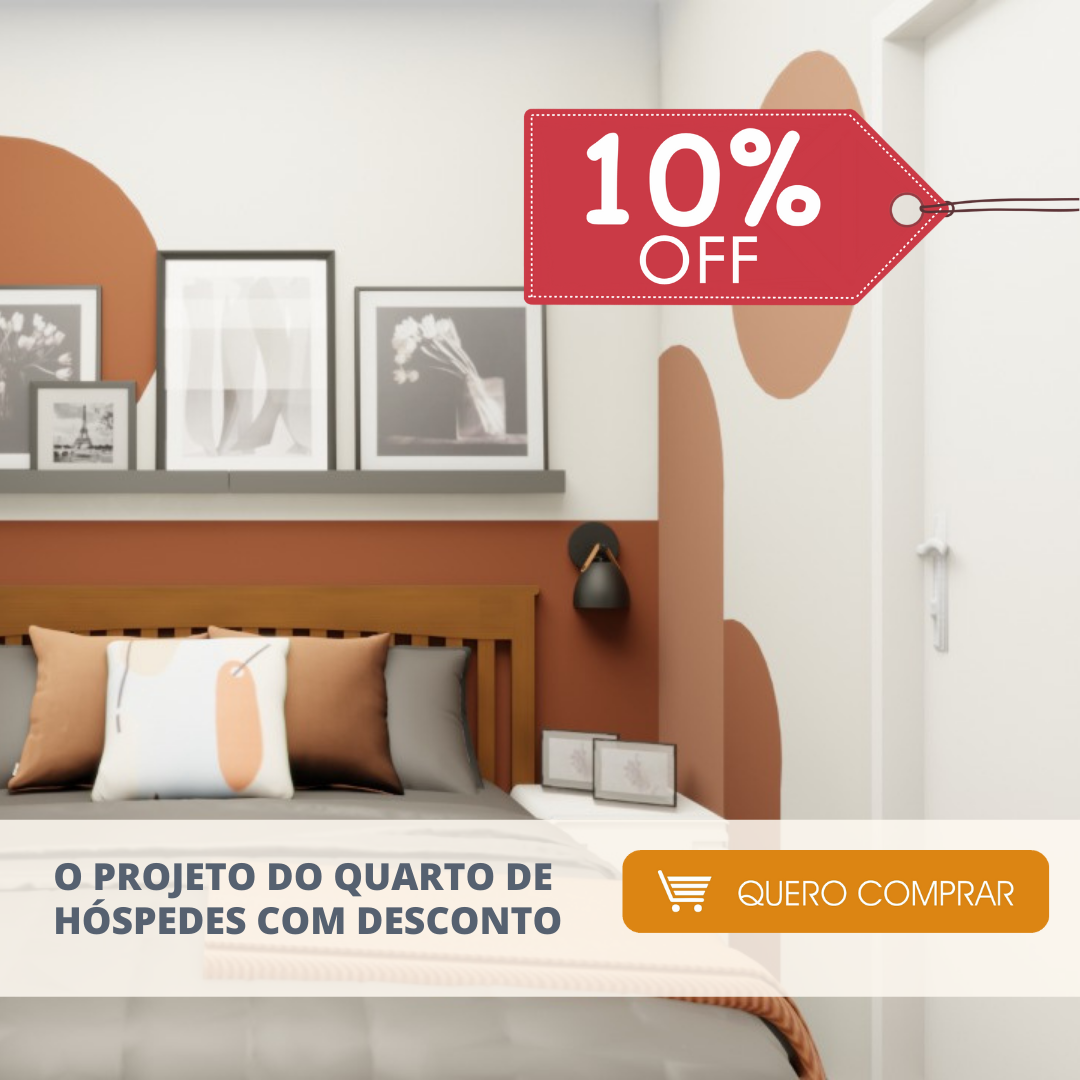 10%
OFF
O PROJETO DO QUARTO DE
HÓSPEDES COM DESCONTO
QUERO COMPRAR